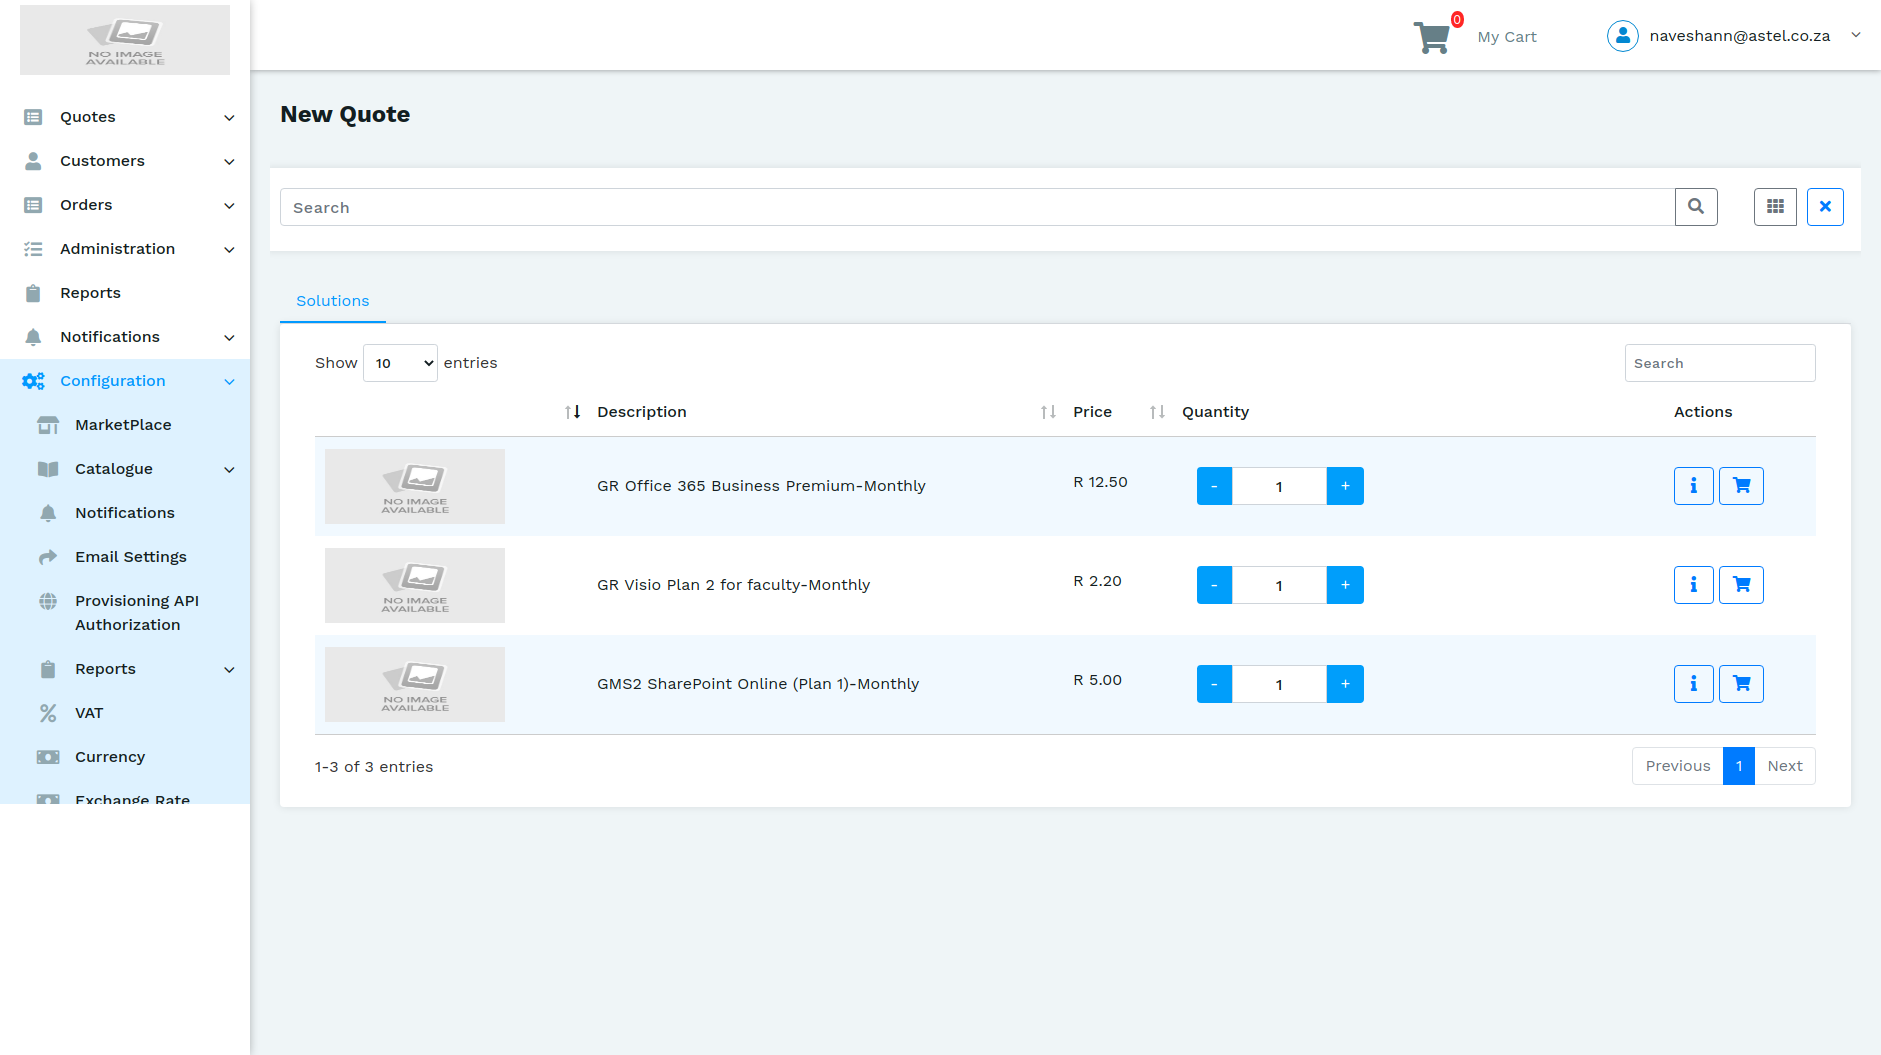 NO IMAGE
AVAILABLE
0
My Cart
naveshann@astel.co.za
Quotes
Customers
Orders
Administration
Reports
Notifications
Configuration
MarketPlace
Catalogue
Notifications
Email Settings
Provisioning API
Authorization
Reports
VAT
Currency
Exchange Rate
New Quote
Search
Solutions
Show 10 entries
Search
Description Price Quantity Actions
NO IMAGE
AVAILABLE
GR Office 365 Business Premium-Monthly R 12.50 - 1 +
NO IMAGE
AVAILABLE
GR Visio Plan 2 for faculty-Monthly R 2.20 - 1 +
NO IMAGE
AVAILABLE
GMS2 SharePoint Online (Plan 1)-Monthly R 5.00 - 1 +
1-3 of 3 entries
Previous 1 Next